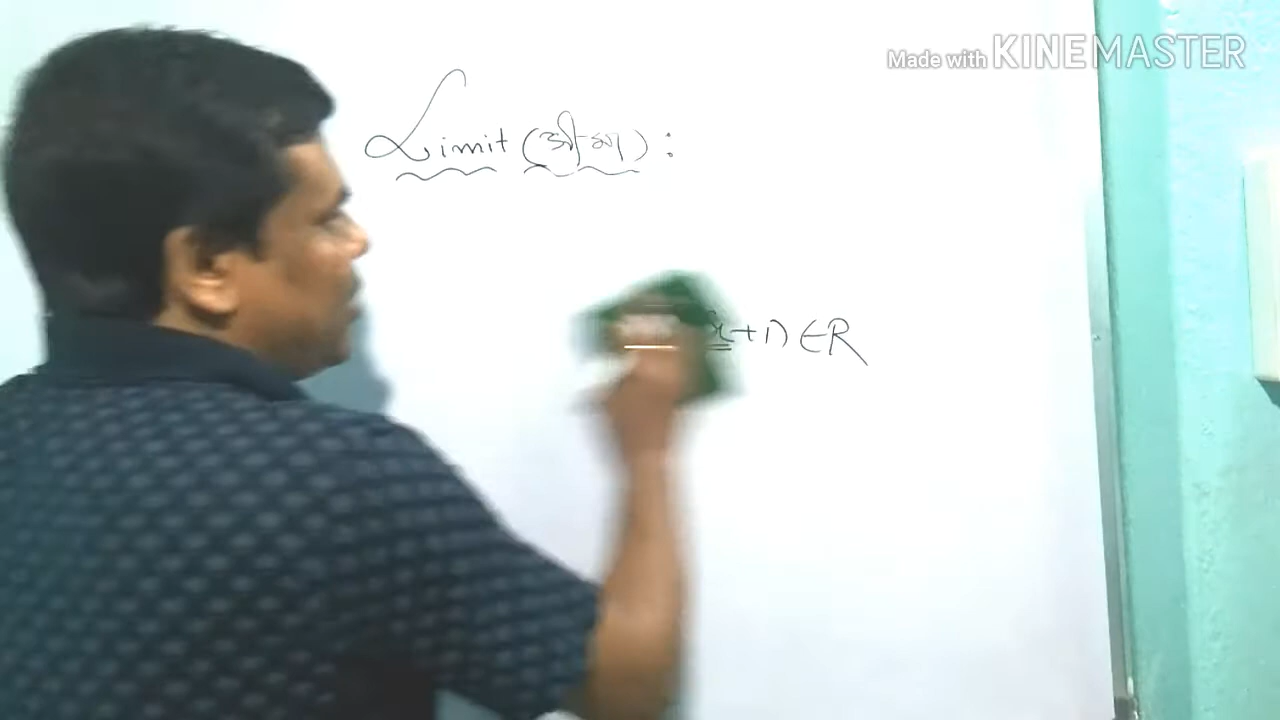 Made with KINEMASTER
Limit (সীমা) :
x+1) ∈ R